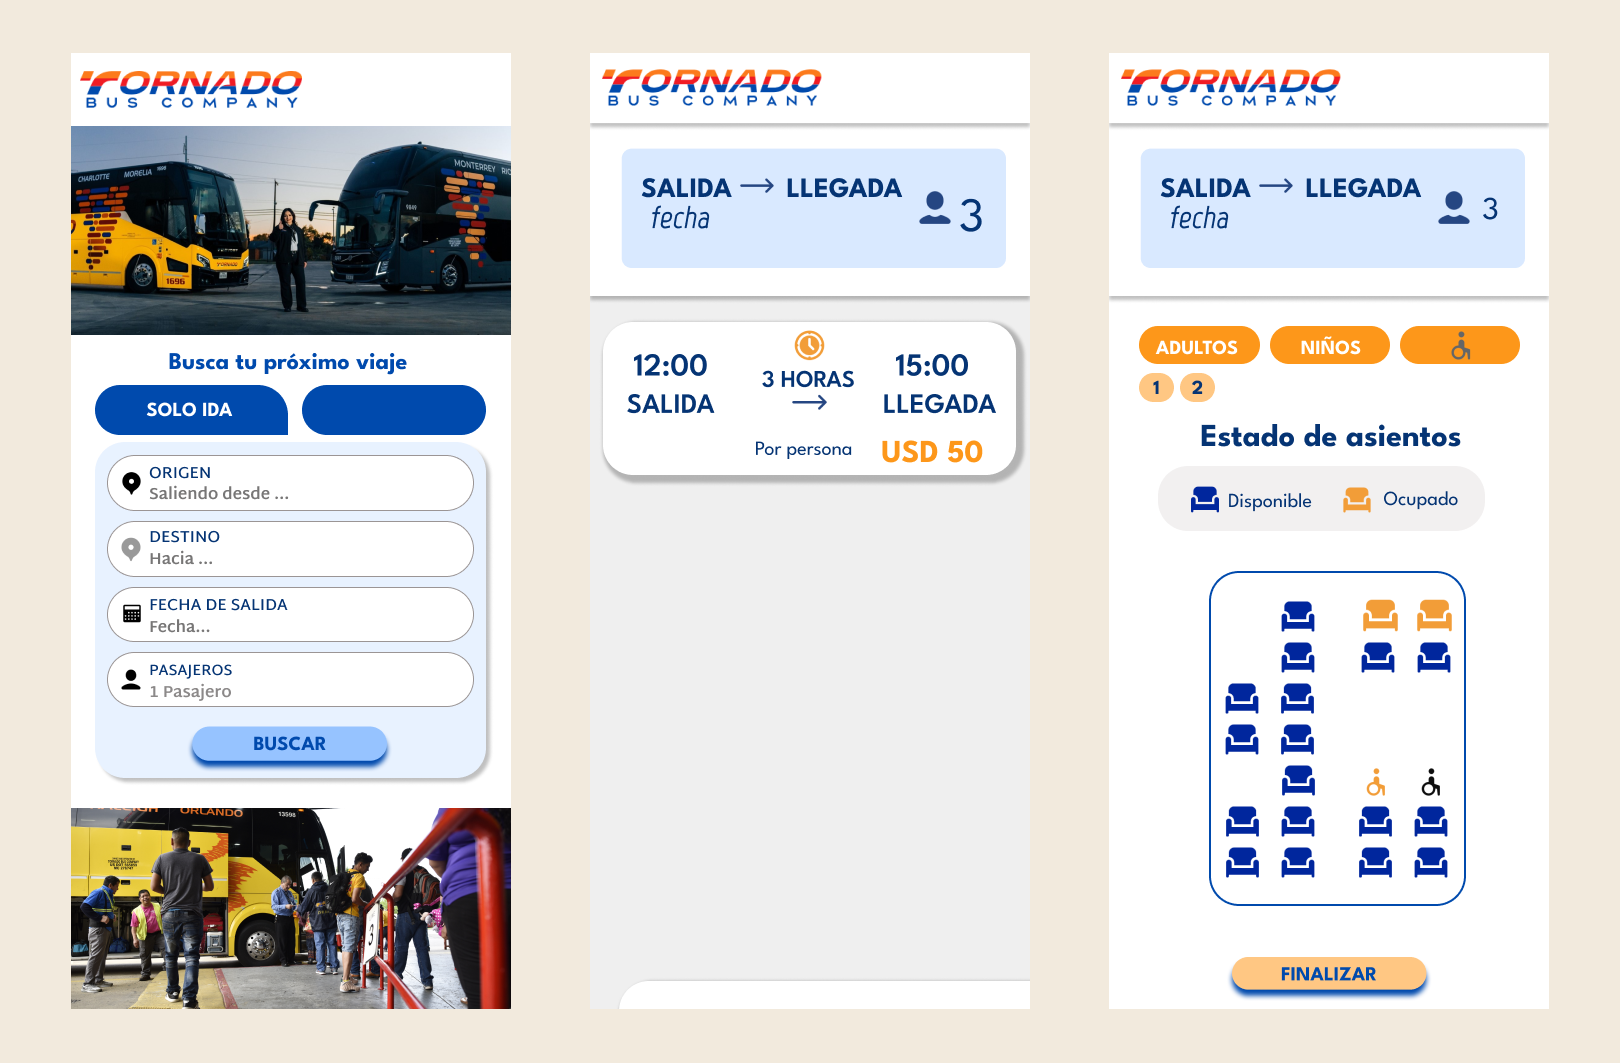 TORNADO
BUS COMPANY
CHARLOTTE MORELIA
MONTERREY
1696
Busca tu próximo viaje
SOLO IDA
ORIGEN
Saliendo desde ...
DESTINO
Hacia ...
FECHA DE SALIDA
Fecha...
PASAJEROS
1 Pasajero
BUSCAR
ORLANDO
13598
3
TORNADO
BUS COMPANY
SALIDA → LLEGADA
fecha
3
12:00
15:00
3 HORAS
SALIDA → LLEGADA
Por persona USD 50
TORNADO
BUS COMPANY
SALIDA → LLEGADA
fecha
3
ADULTOS NIÑOS
1 2
Estado de asientos
Disponible Ocupado
FINALIZAR